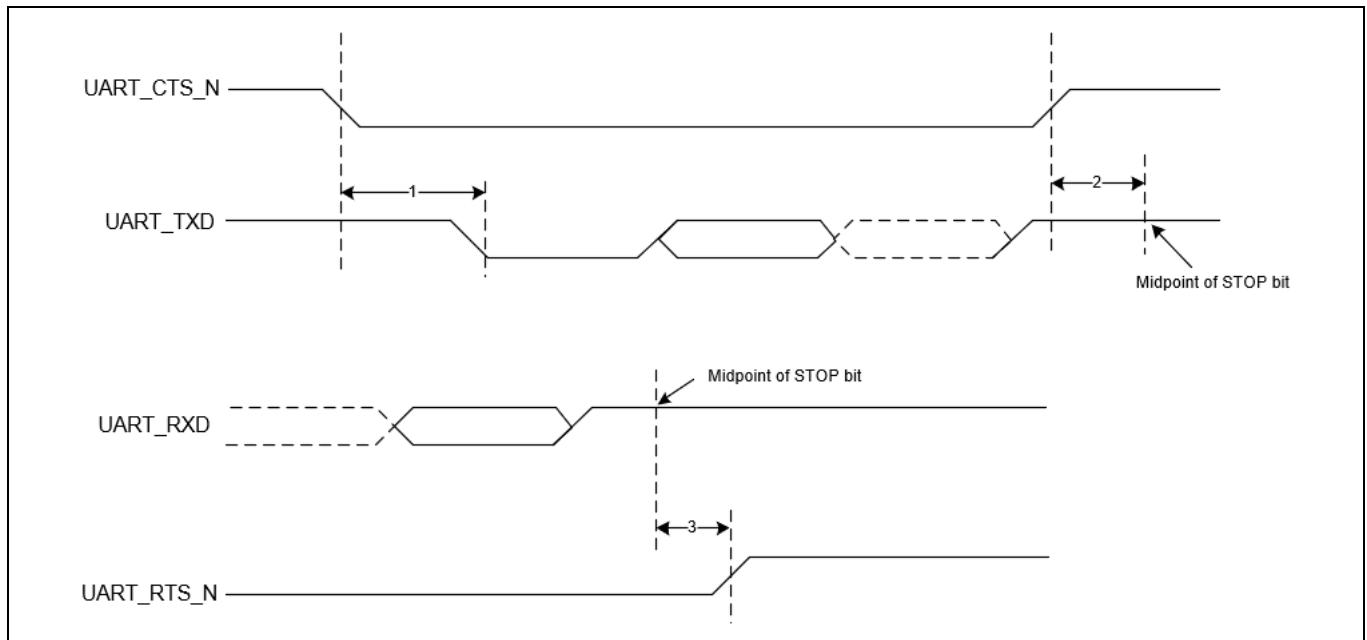 UART_CTS_N
1
2
UART_TXD
Midpoint of STOP bit
Midpoint of STOP bit
UART_RXD
3
UART_RTS_N